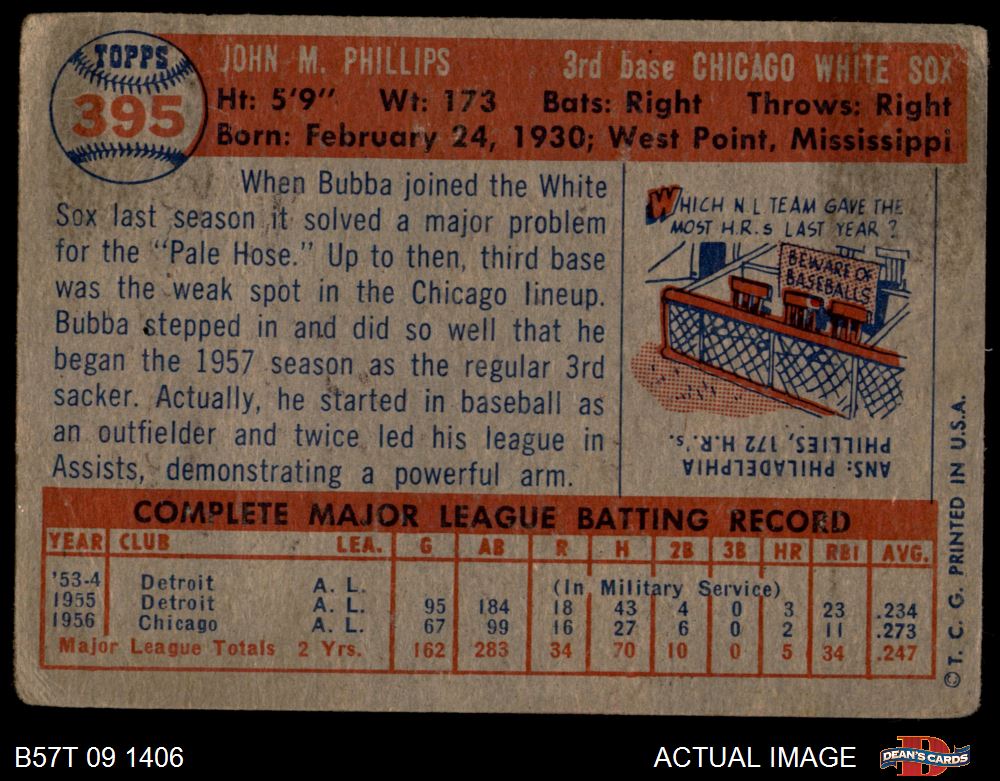 TOPPS
395
JOHN M. PHILLIPS 3rd base CHICAGO WHITE SOX
Ht: 5'9" Wt: 173 Bats: Right Throws: Right
Born: February 24, 1930; West Point, Mississippi
When Bubba joined the White
Sox last season it solved a major problem
for the "Pale Hose." Up to then, third base
was the weak spot in the Chicago lineup.
Bubba stepped in and did so well that he
began the 1957 season as the regular 3rd
sacker. Actually, he started in baseball as
an outfielder and twice led his league in
Assists, demonstrating a powerful arm.
WHICH N.L TEAM GAVE THE
MOST H.R.s LAST YEAR?
BEWARE OF
BASEBALLS
ANS: PHILADELPHIA
PHILLIES, 172 H.R.'s.
COMPLETE MAJOR LEAGUE BATTING RECORD
YEAR CLUB LEA. G AB R H 2B 3B HR RBI AVG.
'53-4 Detroit A. L. (In Military Service)
1955 Detroit A. L. 95 184 18 43 4 0 3 23 .234
1956 Chicago A. L. 67 99 16 27 6 0 2 11 .273
Major League Totals 2 Yrs. 162 283 34 70 10 0 5 34 .247
©T. C. G. PRINTED IN U.S.A.
B57T 09 1406 ACTUAL IMAGE DEAN'S CARDS